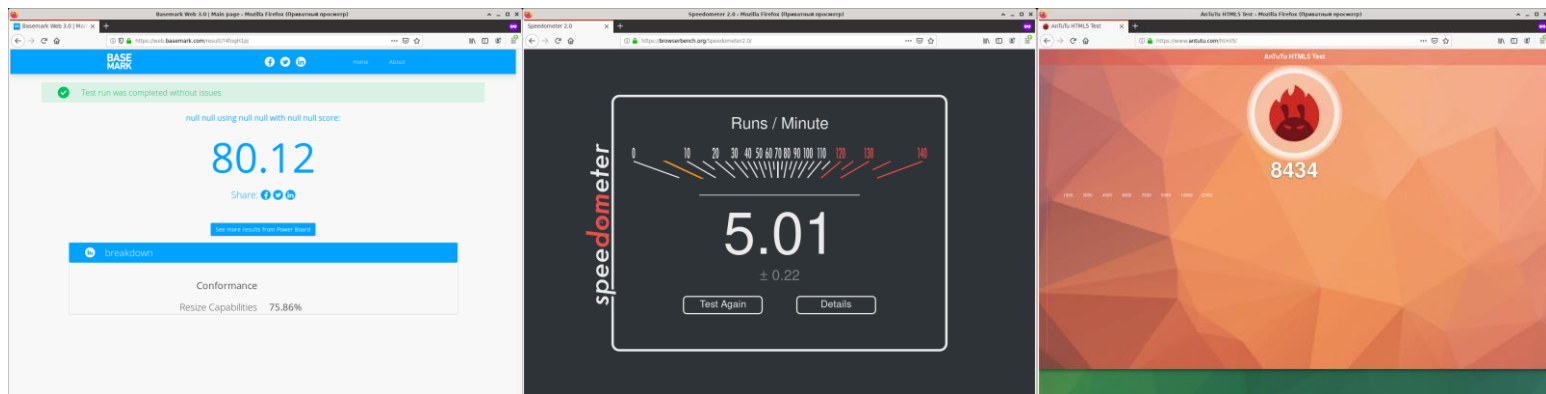 Basemark Web 3.0 | Main page - Mozilla Firefox (Приватный просмотр)
Basemark Web 3.0 | Ma
https://web.basemark.com
BASE
MARK
Home About
Test run was completed without issues
null null using null null with null null score:
80.12
Share:
See more results from Power Board
breakdown
Conformance
Resize Capabilities 75.86%
Speedometer 2.0 - Mozilla Firefox (Приватный просмотр)
Speedometer 2.0
https://browserbench.org/Speedometer2.0/
speedometer
Runs / Minute
0 10 20 30 40 50 60 70 80 90 100 110 120 130 140
5.01
± 0.22
Test Again Details
AnTuTu HTML5 Test - Mozilla Firefox (Приватный просмотр)
AnTuTu HTML5 Test
https://www.antutu.com/html5/
AnTuTu HTML5 Test
8434